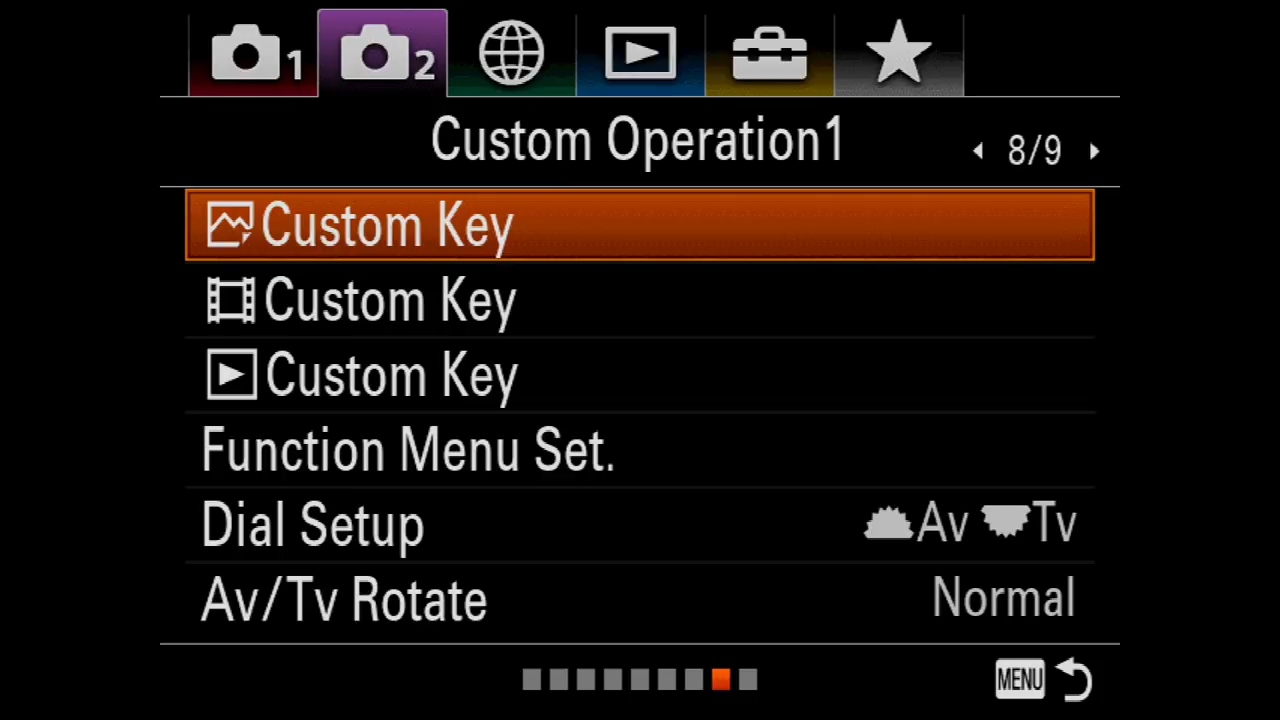 1 2
Custom Operation1 8/9
Custom Key
Custom Key
Custom Key
Function Menu Set.
Dial Setup Av Tv
Av/Tv Rotate Normal
MENU